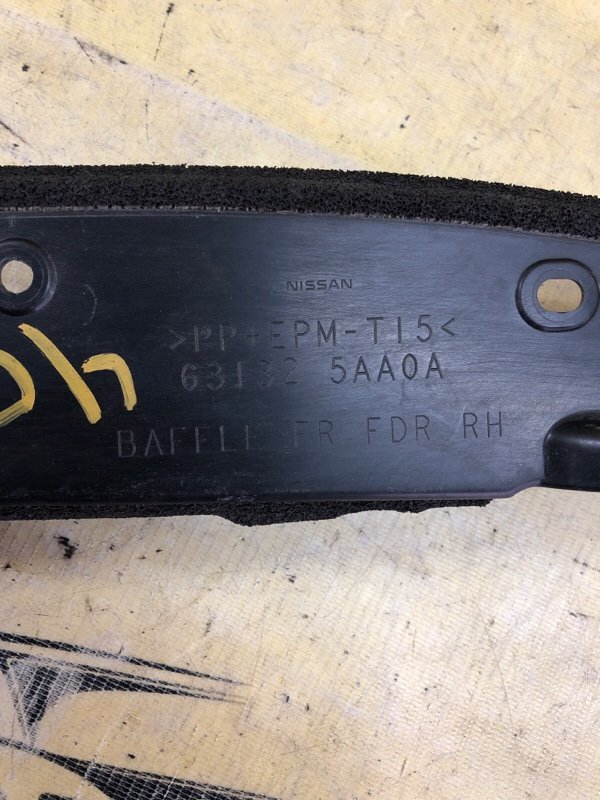 NISSAN
>PP+EPM-T15<
63132 5AA0A
BAFFLE FR FDR RH